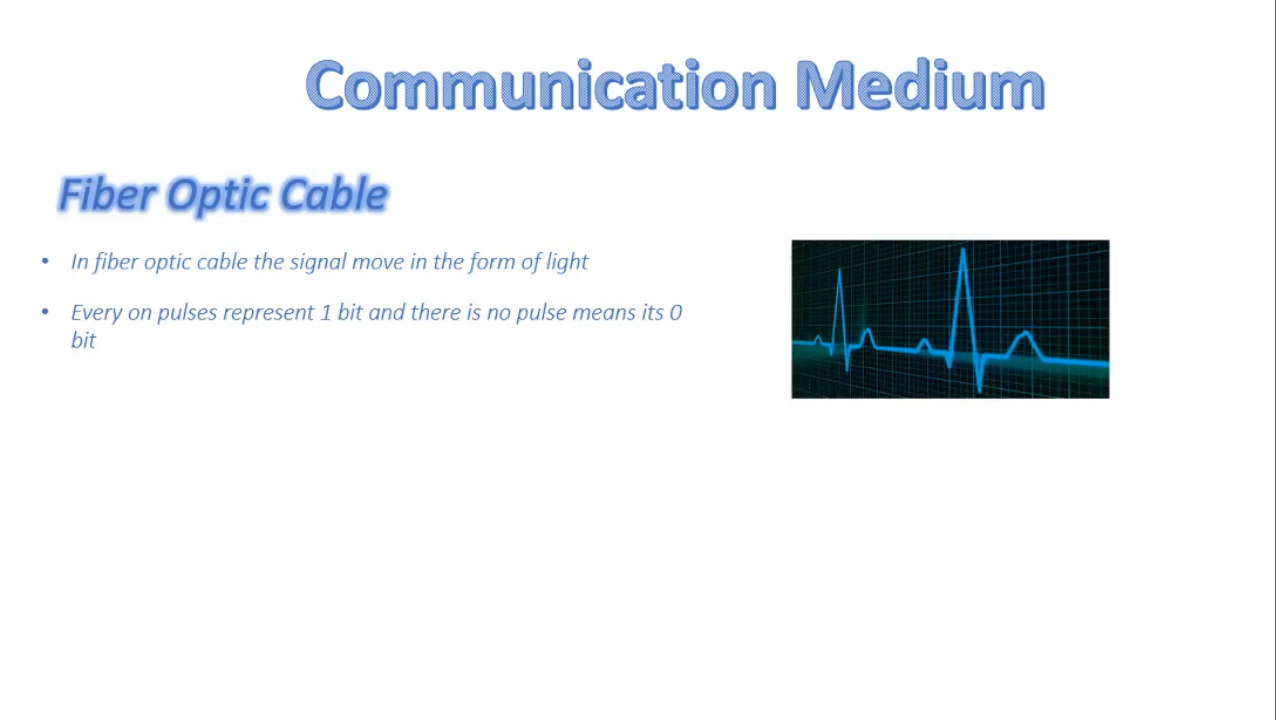 Communication Medium
Fiber Optic Cable
• In fiber optic cable the signal move in the form of light
• Every on pulses represent 1 bit and there is no pulse means its 0
bit